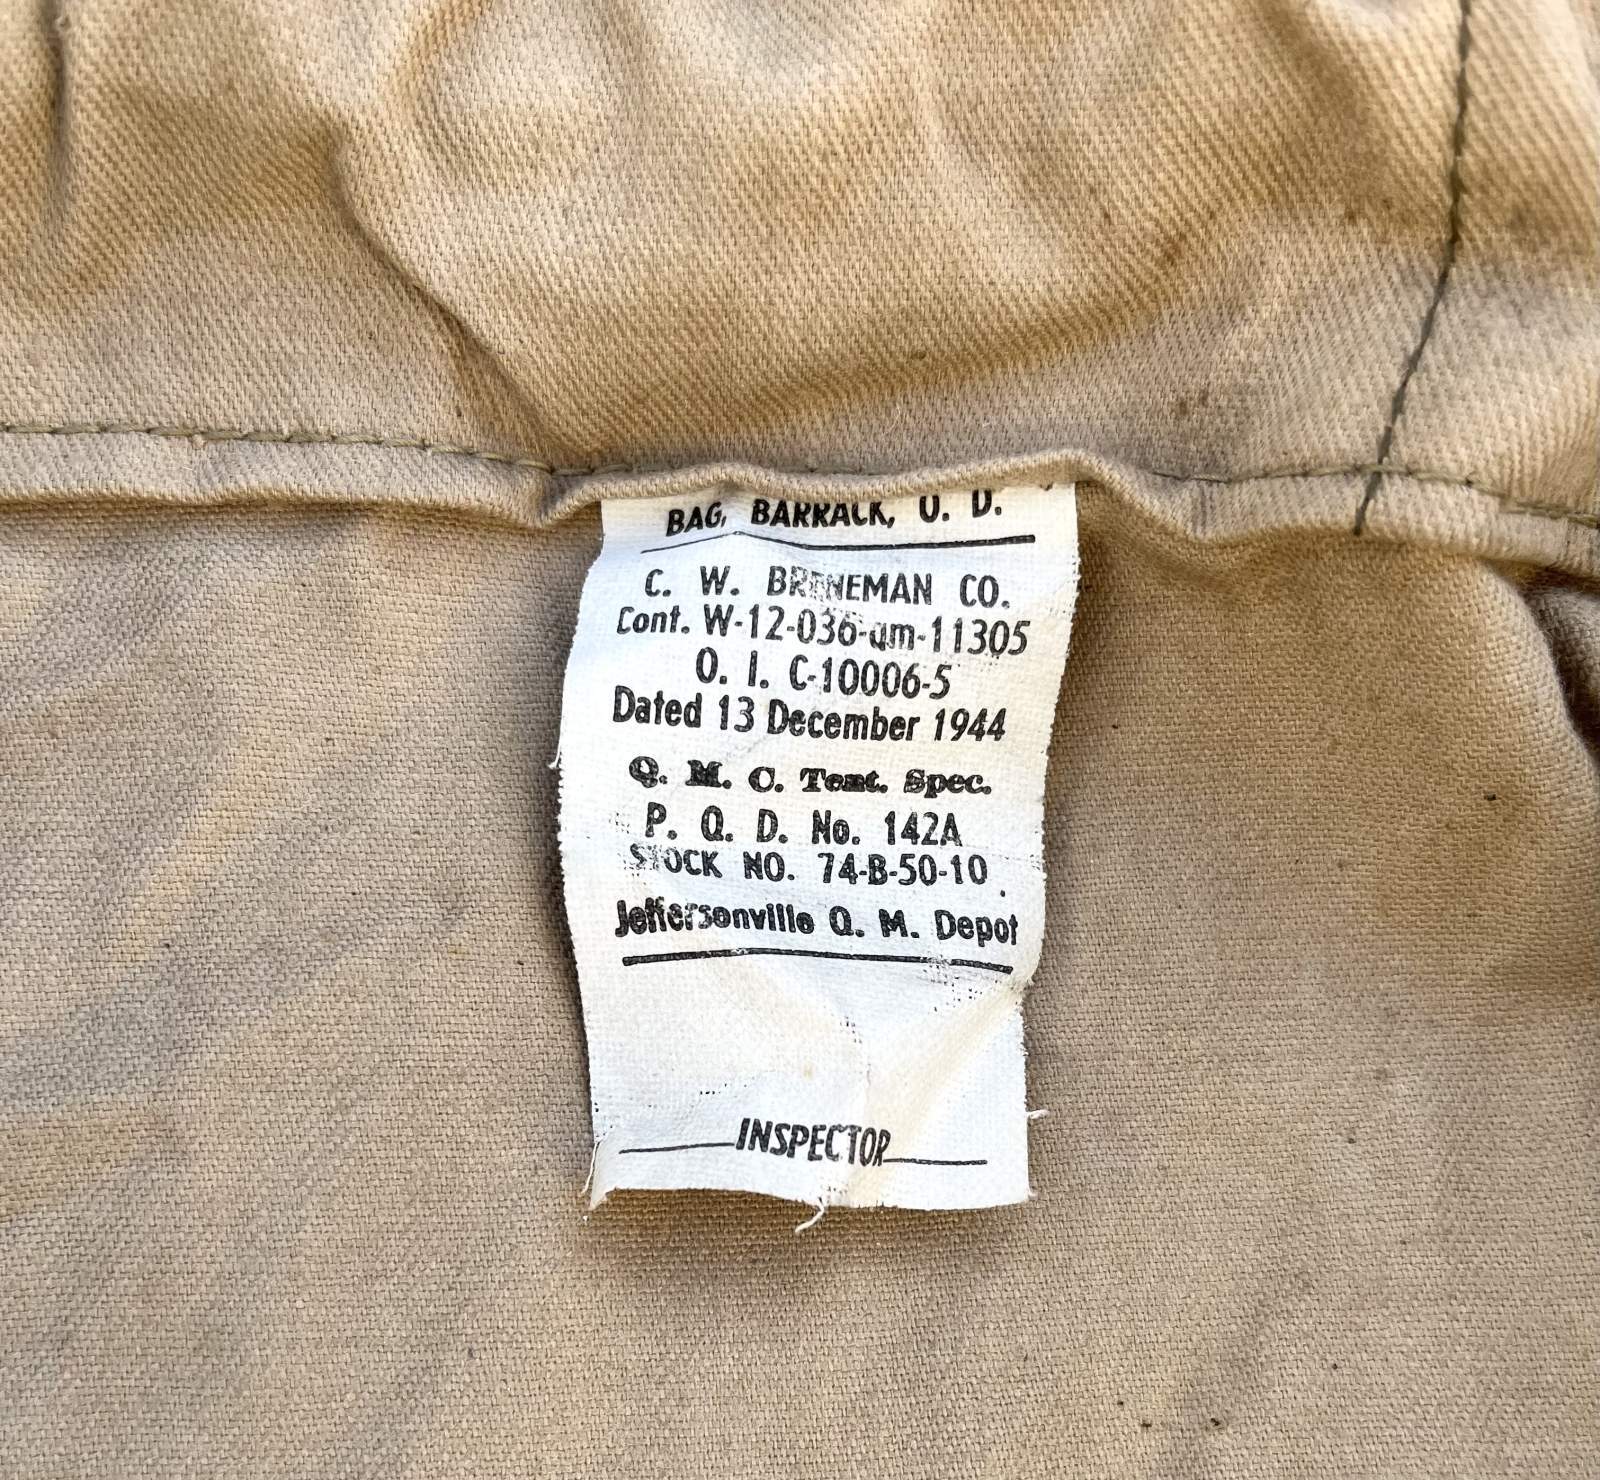 BAG, BARRACK, O. D.
C. W. BRENEMAN CO.
Cont. W-12-036-qm-11305
O. I. C-10006-5
Dated 13 December 1944
Q. M. C. Tent. Spec.
P. Q. D. No. 142A
STOCK NO. 74-B-50-10
Jeffersonville Q. M. Depot
INSPECTOR